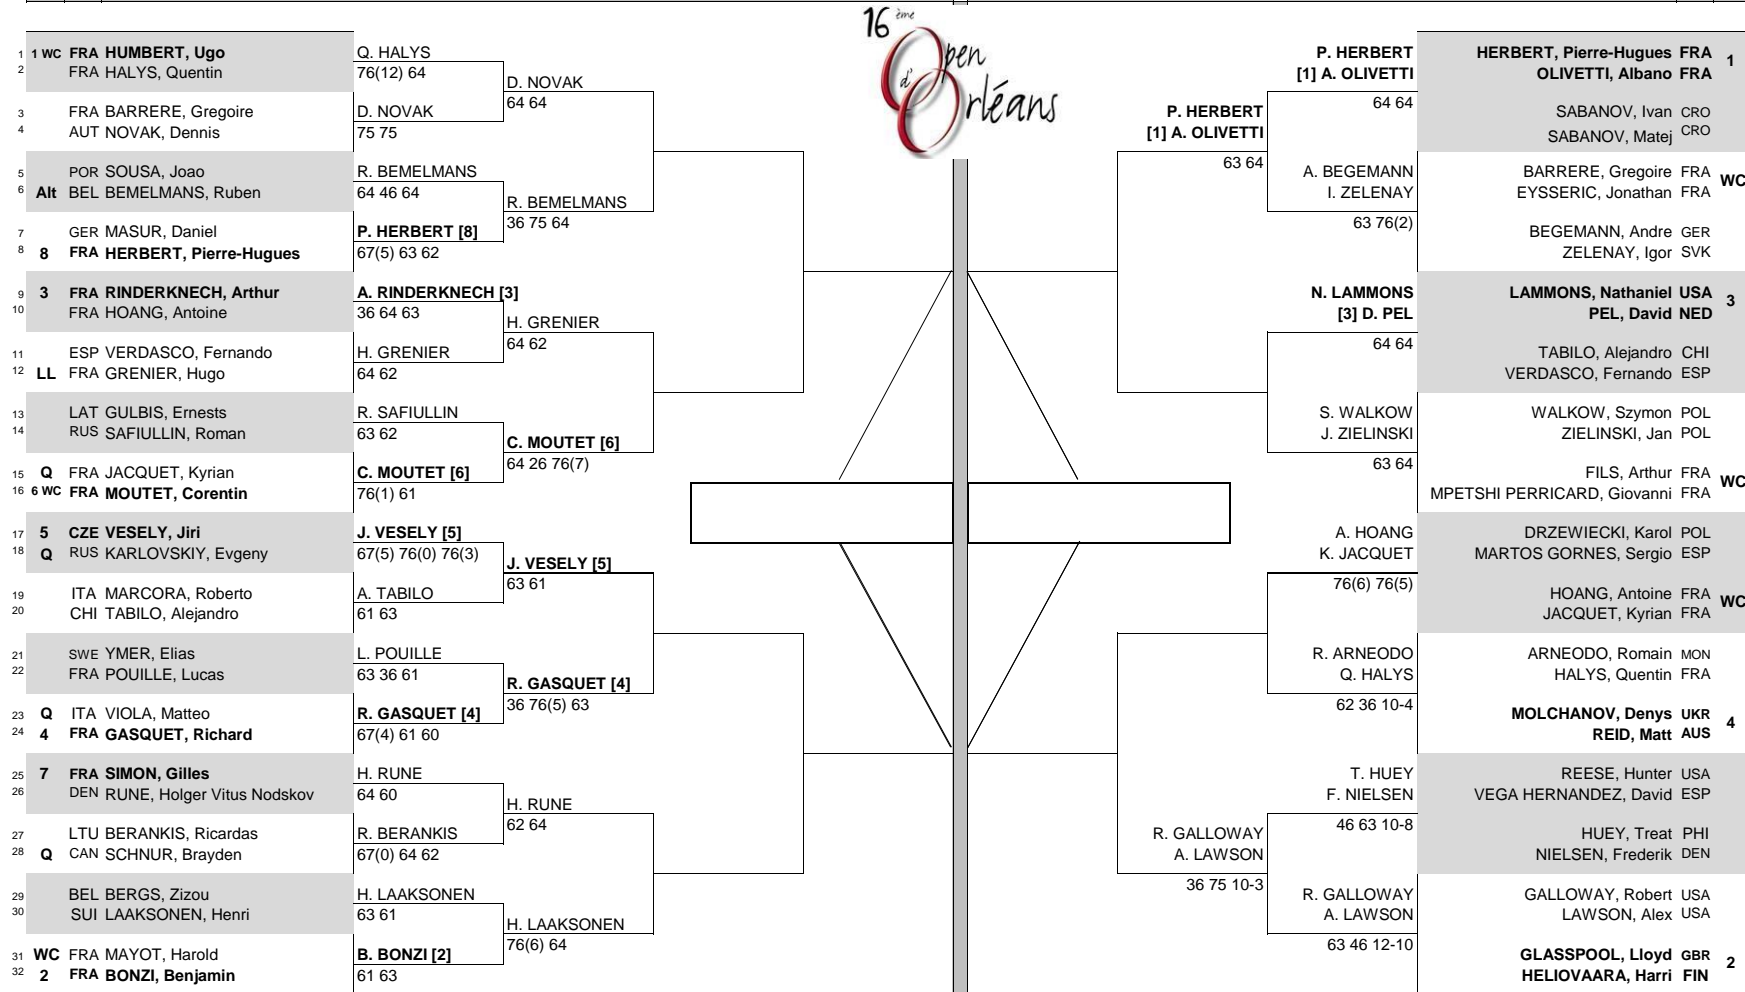 16 ème
Open
d'
Orléans
1 1 WC FRA HUMBERT, Ugo
2 FRA HALYS, Quentin
3 FRA BARRERE, Gregoire
4 AUT NOVAK, Dennis
5 POR SOUSA, Joao
6 Alt BEL BEMELMANS, Ruben
7 GER MASUR, Daniel
8 8 FRA HERBERT, Pierre-Hugues
9 3 FRA RINDERKNECH, Arthur
10 FRA HOANG, Antoine
11 ESP VERDASCO, Fernando
12 LL FRA GRENIER, Hugo
13 LAT GULBIS, Ernests
14 RUS SAFIULLIN, Roman
15 Q FRA JACQUET, Kyrian
16 6 WC FRA MOUTET, Corentin
17 5 CZE VESELY, Jiri
18 Q RUS KARLOVSKIY, Evgeny
19 ITA MARCORA, Roberto
20 CHI TABILO, Alejandro
21 SWE YMER, Elias
22 FRA POUILLE, Lucas
23 Q ITA VIOLA, Matteo
24 4 FRA GASQUET, Richard
25 7 FRA SIMON, Gilles
26 DEN RUNE, Holger Vitus Nodskov
27 LTU BERANKIS, Ricardas
28 Q CAN SCHNUR, Brayden
29 BEL BERGS, Zizou
30 SUI LAAKSONEN, Henri
31 WC FRA MAYOT, Harold
32 2 FRA BONZI, Benjamin
Q. HALYS
76(12) 64
D. NOVAK
75 75
R. BEMELMANS
64 46 64
P. HERBERT [8]
67(5) 63 62
A. RINDERKNECH [3]
36 64 63
H. GRENIER
64 62
R. SAFIULLIN
63 62
C. MOUTET [6]
76(1) 61
J. VESELY [5]
67(5) 76(0) 76(3)
A. TABILO
61 63
L. POUILLE
63 36 61
R. GASQUET [4]
67(4) 61 60
H. RUNE
64 60
R. BERANKIS
67(0) 64 62
H. LAAKSONEN
63 61
B. BONZI [2]
61 63
D. NOVAK
64 64
R. BEMELMANS
36 75 64
H. GRENIER
64 62
C. MOUTET [6]
64 26 76(7)
J. VESELY [5]
63 61
R. GASQUET [4]
36 76(5) 63
H. RUNE
62 64
H. LAAKSONEN
76(6) 64
P. HERBERT
[1] A. OLIVETTI
63 64
R. GALLOWAY
A. LAWSON
36 75 10-3
P. HERBERT
[1] A. OLIVETTI
64 64
A. BEGEMANN
I. ZELENAY
63 76(2)
N. LAMMONS
[3] D. PEL
64 64
S. WALKOW
J. ZIELINSKI
63 64
A. HOANG
K. JACQUET
76(6) 76(5)
R. ARNEODO
Q. HALYS
62 36 10-4
T. HUEY
F. NIELSEN
46 63 10-8
R. GALLOWAY
A. LAWSON
63 46 12-10
HERBERT, Pierre-Hugues FRA 1
OLIVETTI, Albano FRA
SABANOV, Ivan CRO
SABANOV, Matej CRO
BARRERE, Gregoire FRA WC
EYSSERIC, Jonathan FRA
BEGEMANN, Andre GER
ZELENAY, Igor SVK
LAMMONS, Nathaniel USA 3
PEL, David NED
TABILO, Alejandro CHI
VERDASCO, Fernando ESP
WALKOW, Szymon POL
ZIELINSKI, Jan POL
FILS, Arthur FRA WC
MPETSHI PERRICARD, Giovanni FRA
DRZEWIECKI, Karol POL
MARTOS GORNES, Sergio ESP
HOANG, Antoine FRA WC
JACQUET, Kyrian FRA
ARNEODO, Romain MON
HALYS, Quentin FRA
MOLCHANOV, Denys UKR 4
REID, Matt AUS
REESE, Hunter USA
VEGA HERNANDEZ, David ESP
HUEY, Treat PHI
NIELSEN, Frederik DEN
GALLOWAY, Robert USA
LAWSON, Alex USA
GLASSPOOL, Lloyd GBR 2
HELIOVAARA, Harri FIN